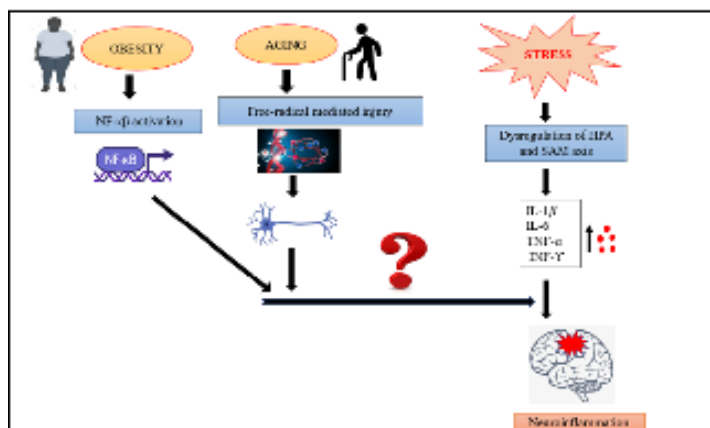 OBESITY
AGING
STRESS
NF-κβ activation
Free-radical mediated injury
Dysregulation of HPA
and SAM axis
NFκB
IL-1β
IL-6
TNF-α
INF-ϒ
?
Neuroinflammation